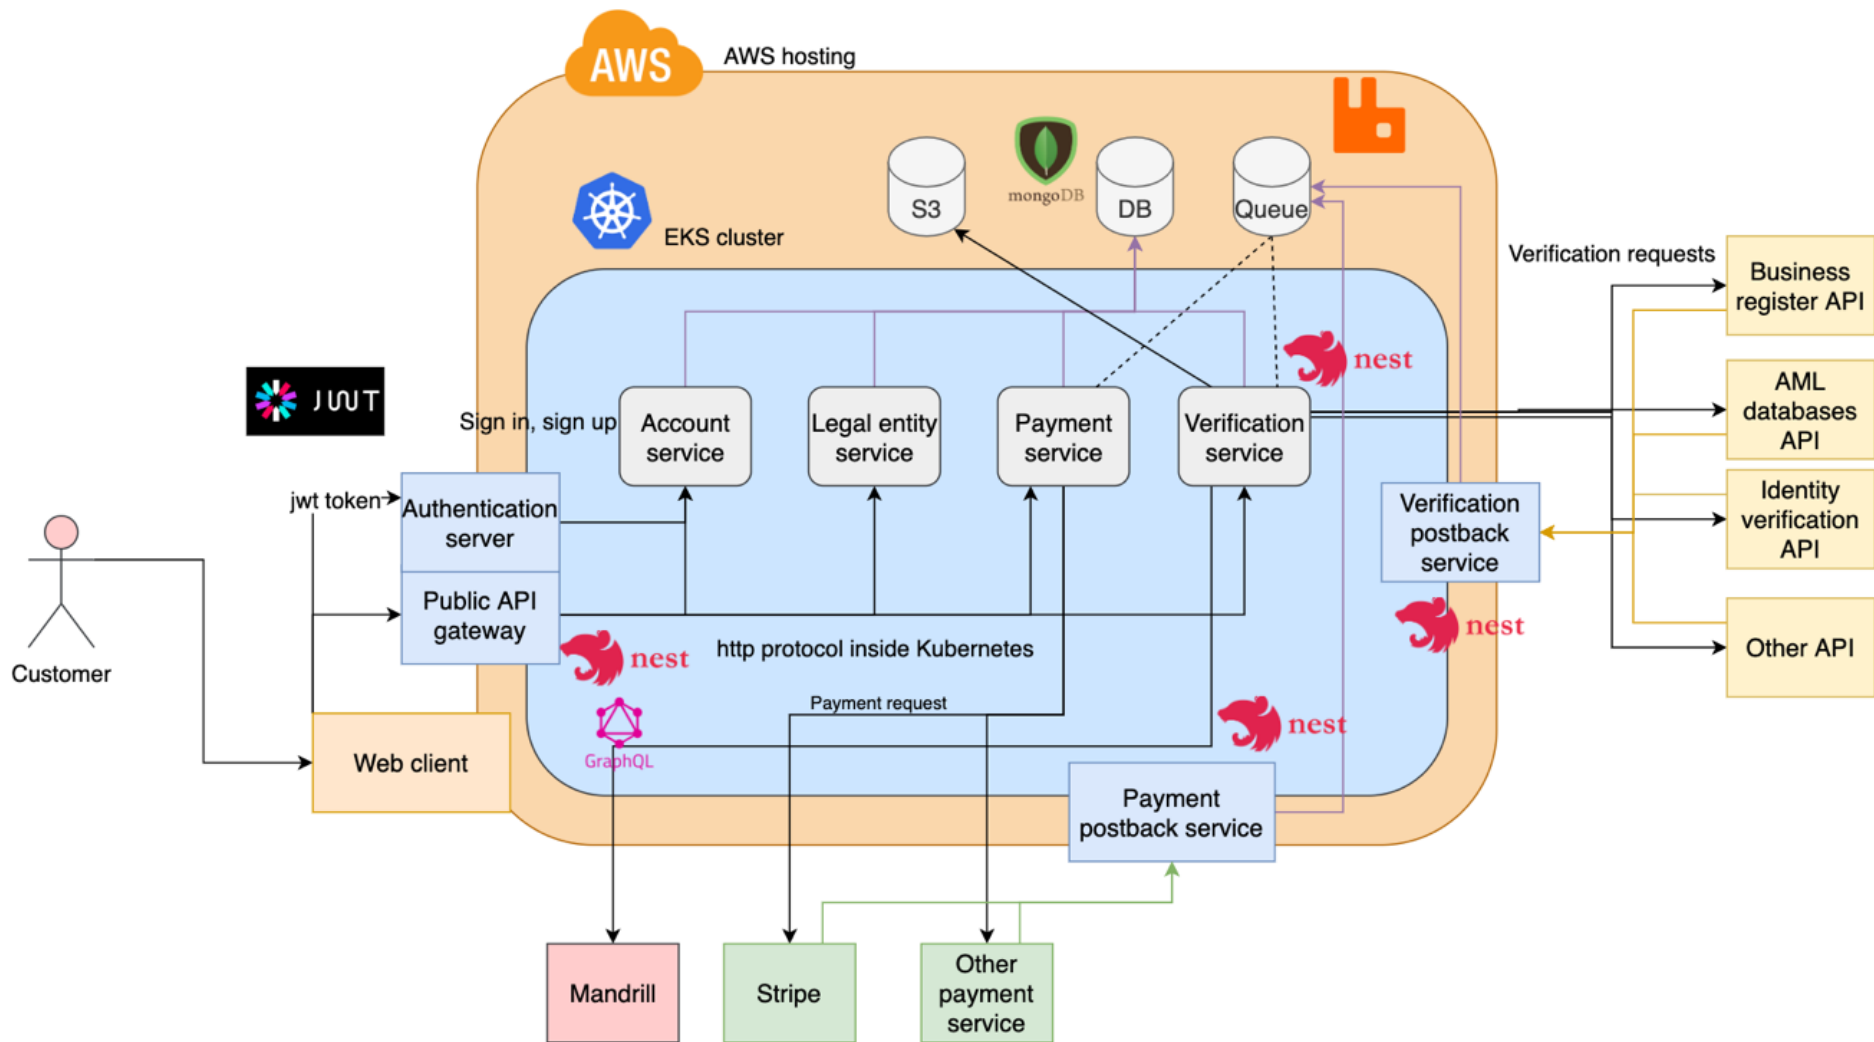 AWS
AWS hosting
mongoDB
S3
DB
Queue
EKS cluster
Verification requests
Business
register API
nest
JWT
Sign in, sign up
Account
service
Legal entity
service
Payment
service
Verification
service
AML
databases
API
jwt token
Authentication
server
Verification
postback
service
Identity
verification
API
Public API
gateway
nest
http protocol inside Kubernetes
nest
Other API
Customer
Payment request
nest
GraphQL
Web client
Payment
postback service
Mandrill
Stripe
Other
payment
service